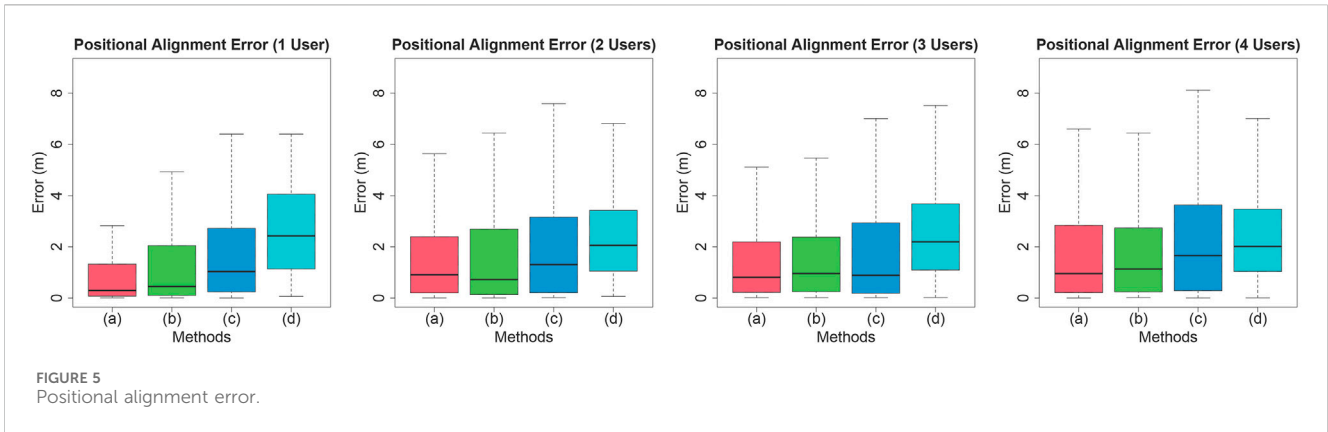 Positional Alignment Error (1 User)
Error (m)
8
6
4
2
0
(a) (b) (c) (d)
Methods
Positional Alignment Error (2 Users)
Error (m)
8
6
4
2
0
(a) (b) (c) (d)
Methods
Positional Alignment Error (3 Users)
Error (m)
8
6
4
2
0
(a) (b) (c) (d)
Methods
Positional Alignment Error (4 Users)
Error (m)
8
6
4
2
0
(a) (b) (c) (d)
Methods
FIGURE 5
Positional alignment error.